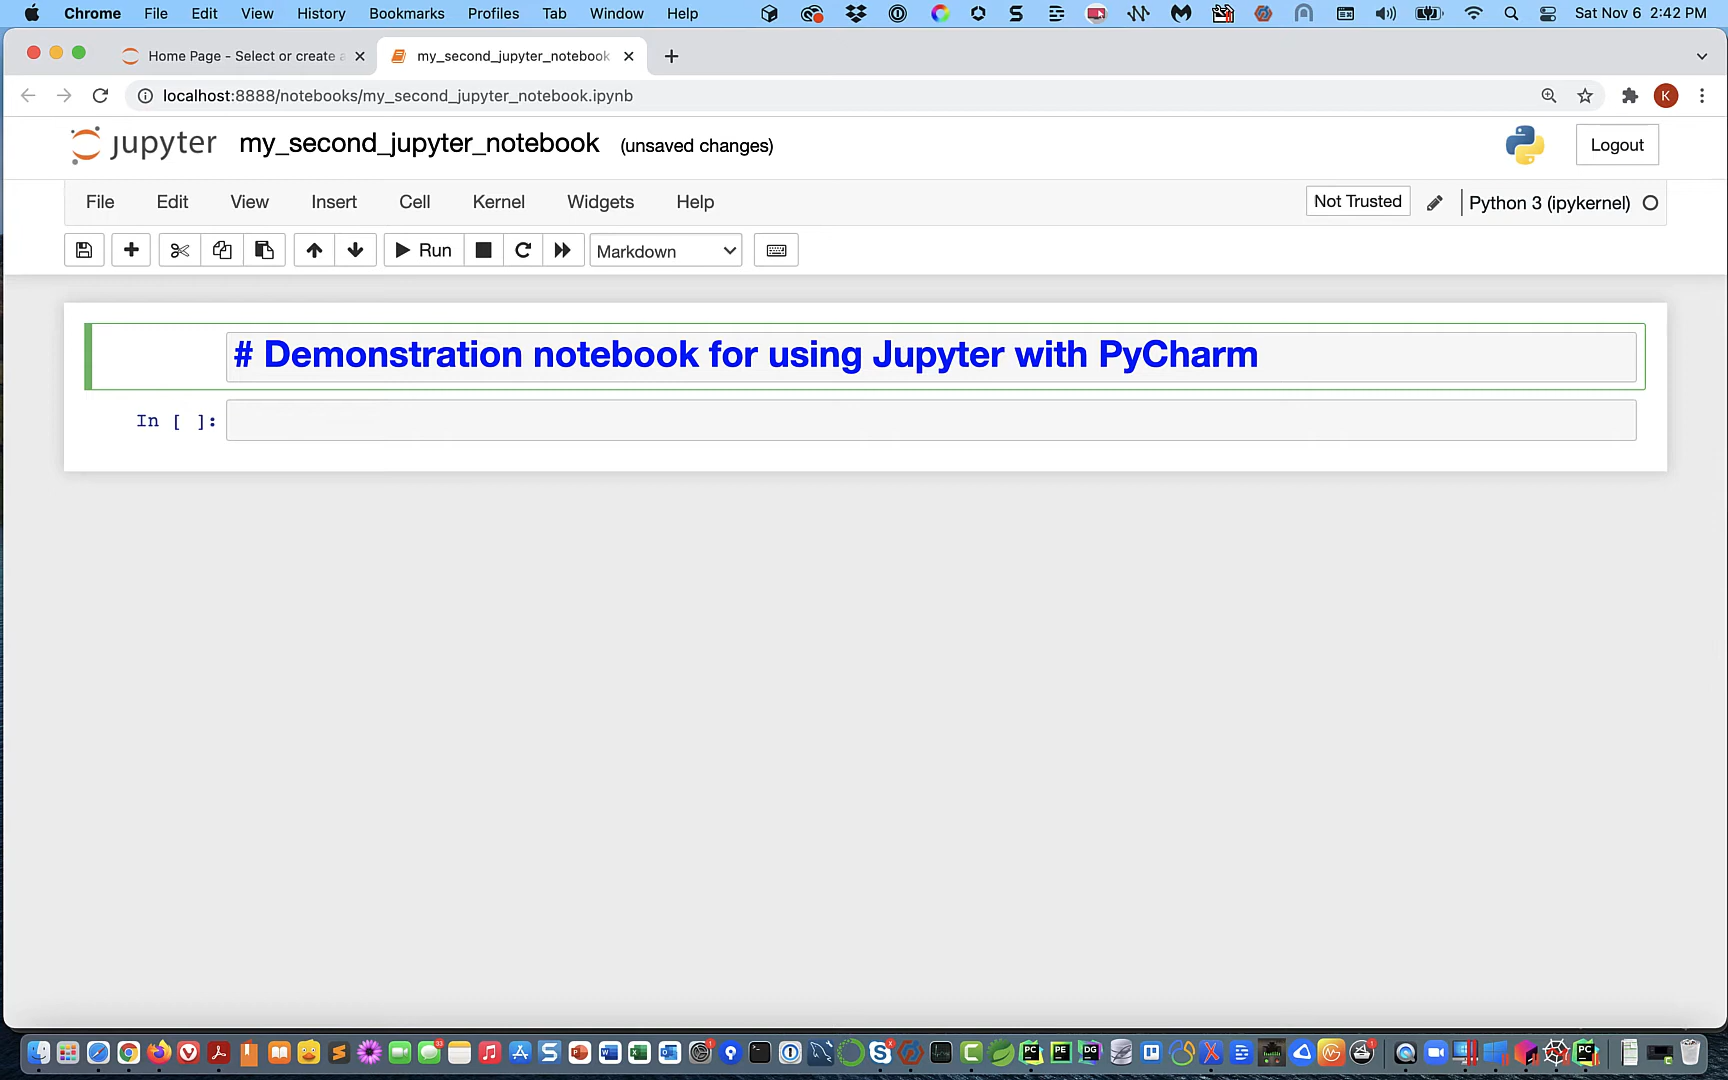 Chrome File Edit View History Bookmarks Profiles Tab Window Help Sat Nov 6 2:42 PM
Home Page - Select or create a my_second_jupyter_notebook
localhost:8888/notebooks/my_second_jupyter_notebook.ipynb K
jupyter my_second_jupyter_notebook (unsaved changes) Logout
File Edit View Insert Cell Kernel Widgets Help Not Trusted Python 3 (ipykernel)
Run Markdown
# Demonstration notebook for using Jupyter with PyCharm
In [ ]: